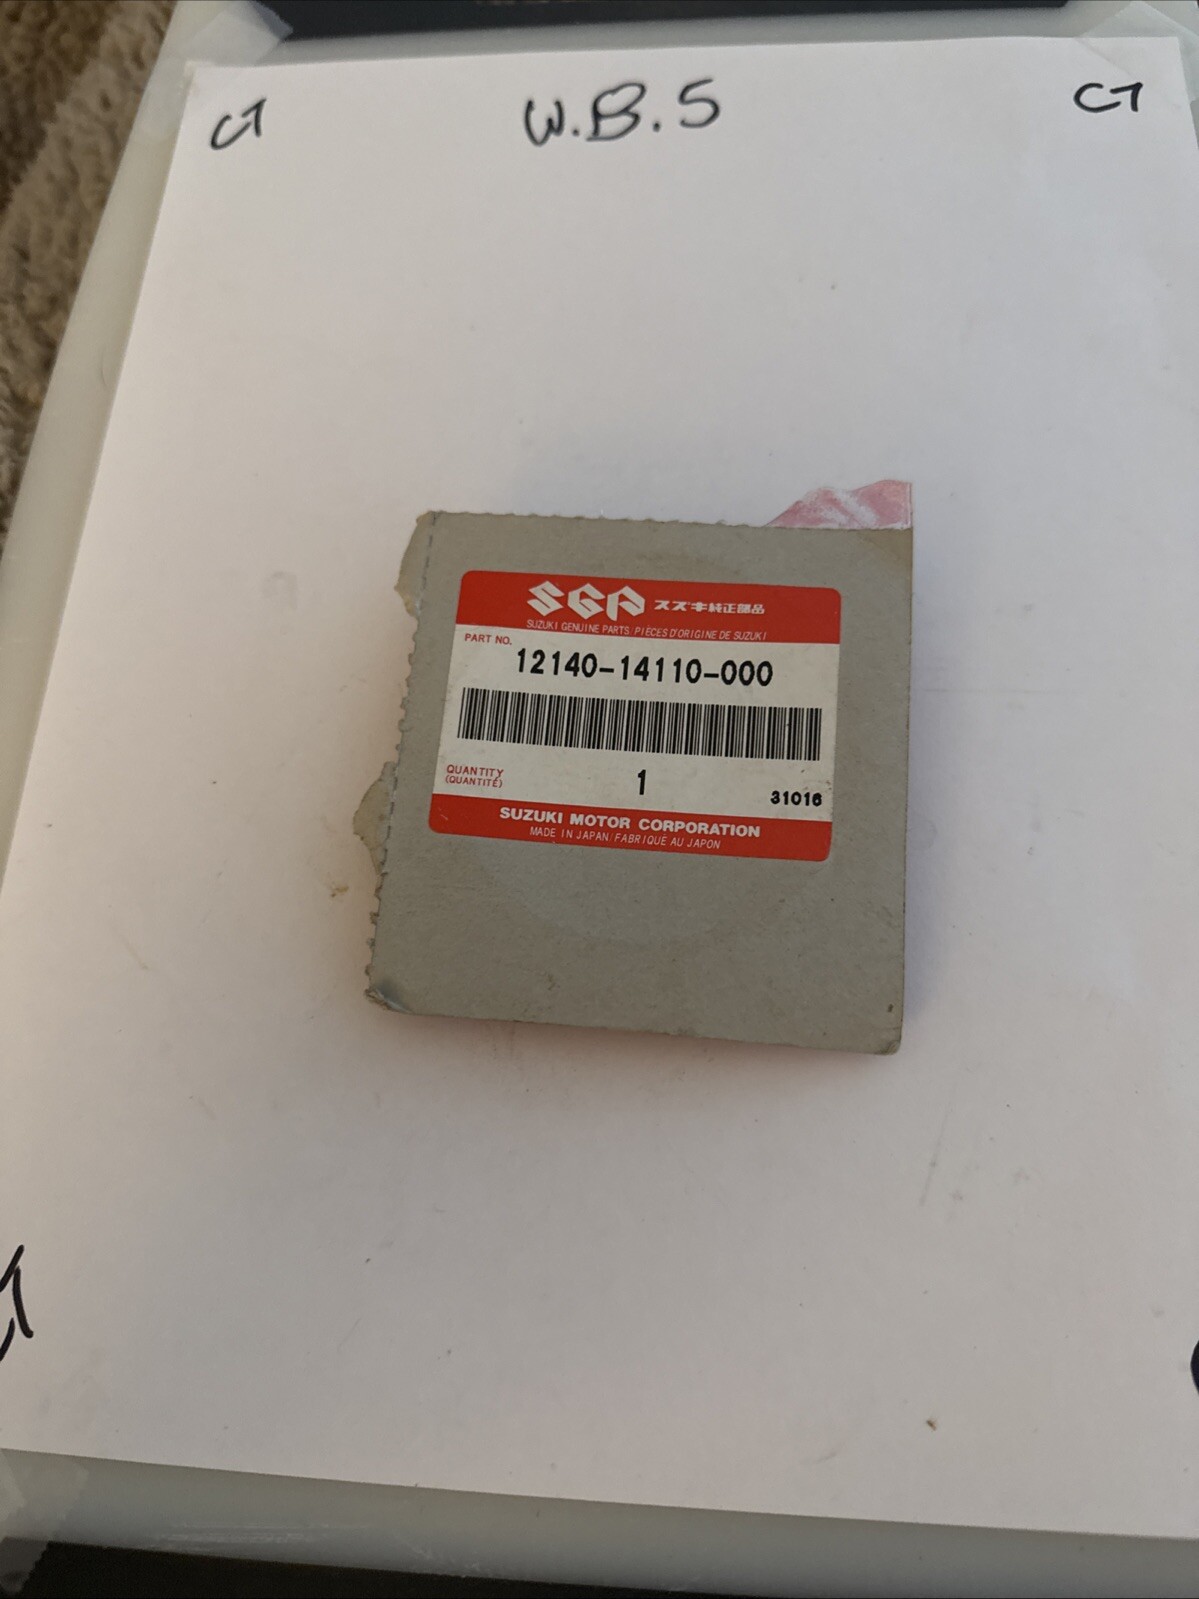 C7 W.B.5 C7
SGP スズキ純正部品
SUZUKI GENUINE PARTS/PIÈCES D'ORIGINE DE SUZUKI
PART NO.
12140-14110-000
QUANTITY
(QUANTITÉ)
1
31016
SUZUKI MOTOR CORPORATION
MADE IN JAPAN/FABRIQUÉ AU JAPON